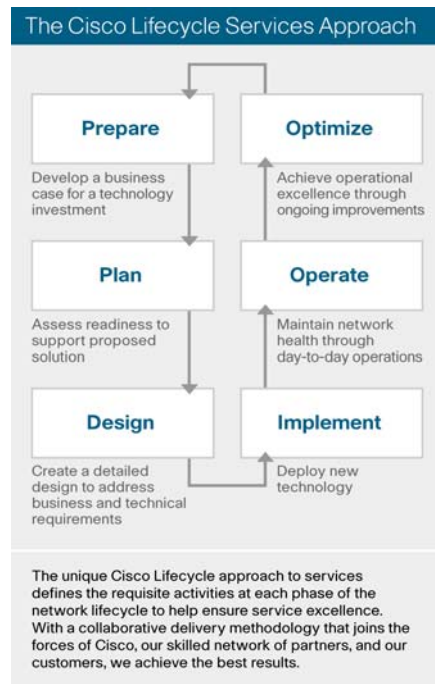 The Cisco Lifecycle Services Approach
Prepare
Develop a business
case for a technology
investment
Plan
Assess readiness to
support proposed
solution
Design
Create a detailed
design to address
business and technical
requirements
Implement
Deploy new
technology
Operate
Maintain network
health through
day-to-day operations
Optimize
Achieve operational
excellence through
ongoing improvements
The unique Cisco Lifecycle approach to services
defines the requisite activities at each phase of the
network lifecycle to help ensure service excellence.
With a collaborative delivery methodology that joins the
forces of Cisco, our skilled network of partners, and our
customers, we achieve the best results.